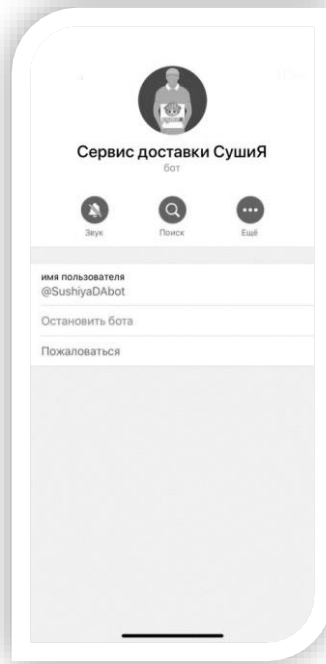 Сервис доставки СушиЯ
бот
Звук
Поиск
Ещё
имя пользователя
@SushiyaDAbot
Остановить бота
Пожаловаться